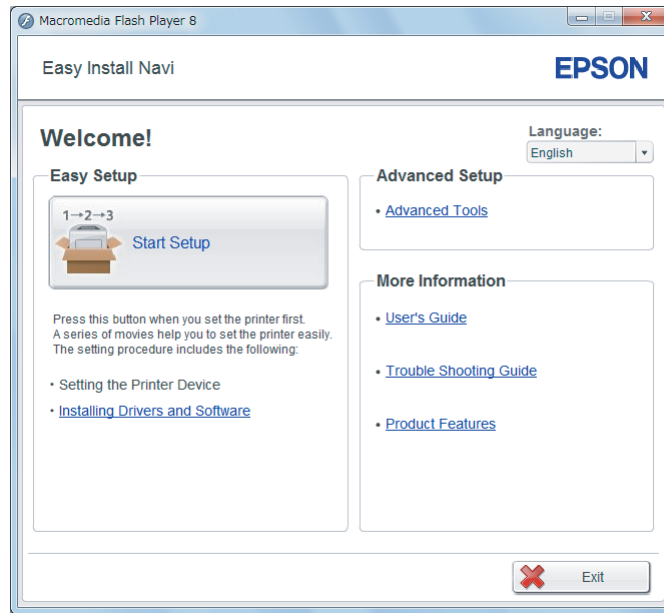 Macromedia Flash Player 8
Easy Install Navi
EPSON
Welcome!
Language:
English
Easy Setup
1→2→3
Start Setup
Press this button when you set the printer first.
A series of movies help you to set the printer easily.
The setting procedure includes the following:
• Setting the Printer Device
• Installing Drivers and Software
Advanced Setup
• Advanced Tools
More Information
• User's Guide
• Trouble Shooting Guide
• Product Features
Exit